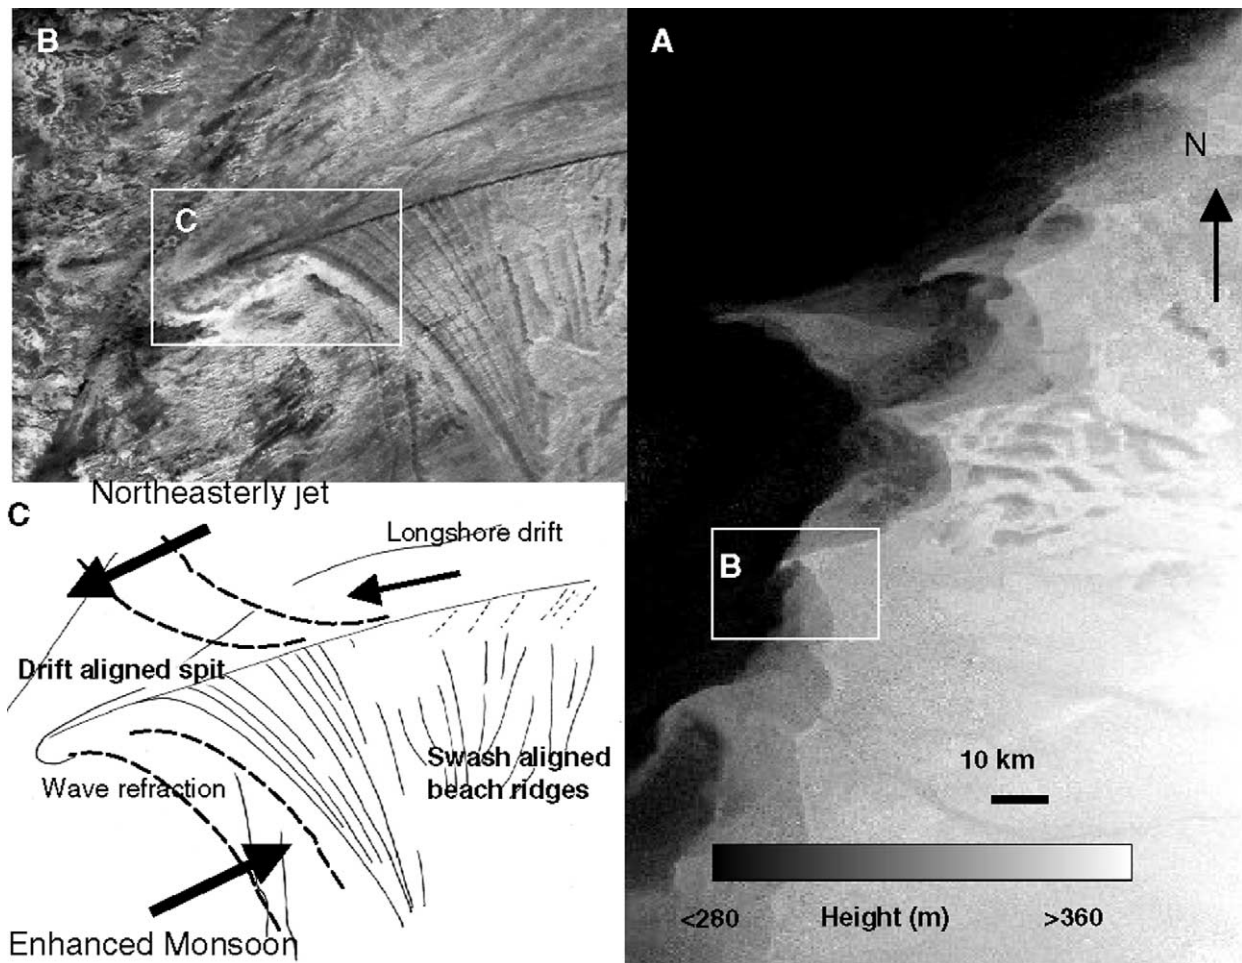 B
C
A
N
B
10 km
<280 Height (m) >360
C
Northeasterly jet
Longshore drift
Drift aligned spit
Wave refraction
Swash aligned
beach ridges
Enhanced Monsoon